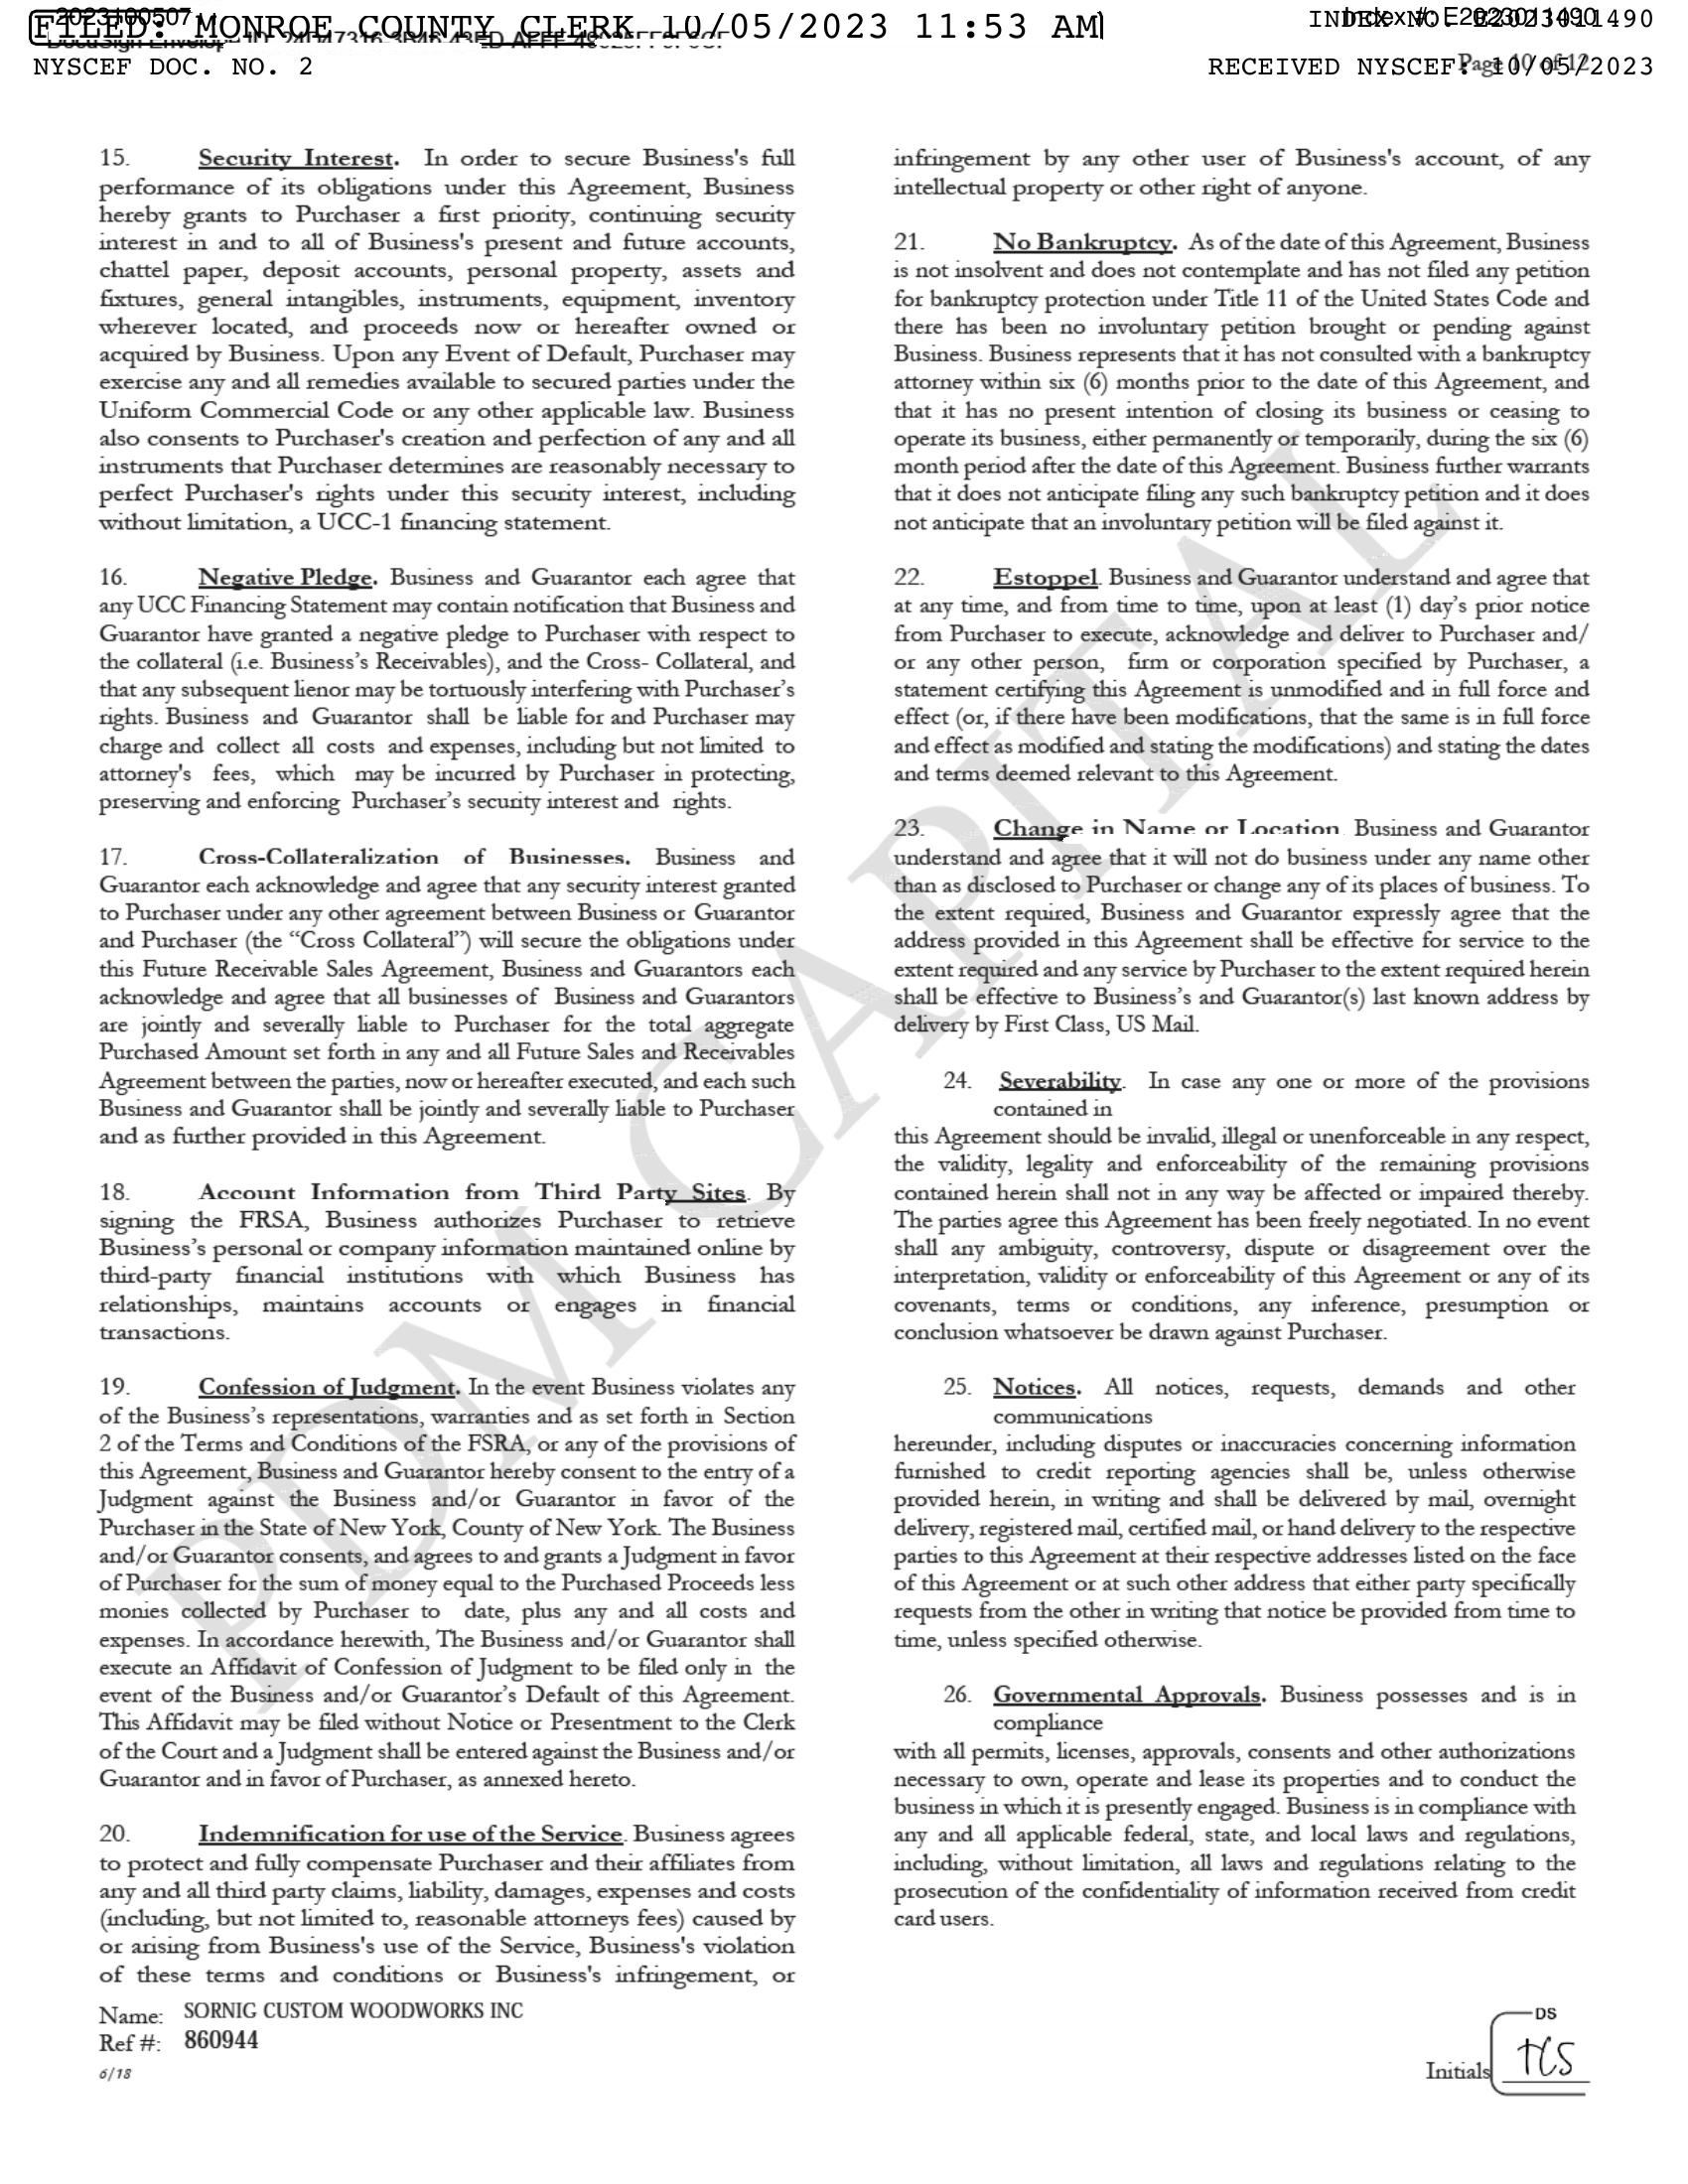 FILED: MONROE COUNTY CLERK 10/05/2023 11:53 AM
INDEX NO. E2023011490
2023100507
Index #: E2023011490
NYSCEF DOC. NO. 2
RECEIVED NYSCEF: 10/05/2023
Page 10 of 12
15. Security Interest. In order to secure Business's full
performance of its obligations under this Agreement, Business
hereby grants to Purchaser a first priority, continuing security
interest in and to all of Business's present and future accounts,
chattel paper, deposit accounts, personal property, assets and
fixtures, general intangibles, instruments, equipment, inventory
wherever located, and proceeds now or hereafter owned or
acquired by Business. Upon any Event of Default, Purchaser may
exercise any and all remedies available to secured parties under the
Uniform Commercial Code or any other applicable law. Business
also consents to Purchaser's creation and perfection of any and all
instruments that Purchaser determines are reasonably necessary to
perfect Purchaser's rights under this security interest, including
without limitation, a UCC-1 financing statement.
16. Negative Pledge. Business and Guarantor each agree that
any UCC Financing Statement may contain notification that Business and
Guarantor have granted a negative pledge to Purchaser with respect to
the collateral (i.e. Business’s Receivables), and the Cross- Collateral, and
that any subsequent lienor may be tortuously interfering with Purchaser’s
rights. Business and Guarantor shall be liable for and Purchaser may
charge and collect all costs and expenses, including but not limited to
attorney's fees, which may be incurred by Purchaser in protecting,
preserving and enforcing Purchaser’s security interest and rights.
17. Cross-Collateralization of Businesses. Business and
Guarantor each acknowledge and agree that any security interest granted
to Purchaser under any other agreement between Business or Guarantor
and Purchaser (the “Cross Collateral”) will secure the obligations under
this Future Receivable Sales Agreement, Business and Guarantors each
acknowledge and agree that all businesses of Business and Guarantors
are jointly and severally liable to Purchaser for the total aggregate
Purchased Amount set forth in any and all Future Sales and Receivables
Agreement between the parties, now or hereafter executed, and each such
Business and Guarantor shall be jointly and severally liable to Purchaser
and as further provided in this Agreement.
18. Account Information from Third Party Sites. By
signing the FRSA, Business authorizes Purchaser to retrieve
Business’s personal or company information maintained online by
third-party financial institutions with which Business has
relationships, maintains accounts or engages in financial
transactions.
19. Confession of Judgment. In the event Business violates any
of the Business’s representations, warranties and as set forth in Section
2 of the Terms and Conditions of the FSRA, or any of the provisions of
this Agreement, Business and Guarantor hereby consent to the entry of a
Judgment against the Business and/or Guarantor in favor of the
Purchaser in the State of New York, County of New York. The Business
and/or Guarantor consents, and agrees to and grants a Judgment in favor
of Purchaser for the sum of money equal to the Purchased Proceeds less
monies collected by Purchaser to date, plus any and all costs and
expenses. In accordance herewith, The Business and/or Guarantor shall
execute an Affidavit of Confession of Judgment to be filed only in the
event of the Business and/or Guarantor’s Default of this Agreement.
This Affidavit may be filed without Notice or Presentment to the Clerk
of the Court and a Judgment shall be entered against the Business and/or
Guarantor and in favor of Purchaser, as annexed hereto.
20. Indemnification for use of the Service. Business agrees
to protect and fully compensate Purchaser and their affiliates from
any and all third party claims, liability, damages, expenses and costs
(including, but not limited to, reasonable attorneys fees) caused by
or arising from Business's use of the Service, Business's violation
of these terms and conditions or Business's infringement, or
infringement by any other user of Business's account, of any
intellectual property or other right of anyone.
21. No Bankruptcy. As of the date of this Agreement, Business
is not insolvent and does not contemplate and has not filed any petition
for bankruptcy protection under Title 11 of the United States Code and
there has been no involuntary petition brought or pending against
Business. Business represents that it has not consulted with a bankruptcy
attorney within six (6) months prior to the date of this Agreement, and
that it has no present intention of closing its business or ceasing to
operate its business, either permanently or temporarily, during the six (6)
month period after the date of this Agreement. Business further warrants
that it does not anticipate filing any such bankruptcy petition and it does
not anticipate that an involuntary petition will be filed against it.
22. Estoppel. Business and Guarantor understand and agree that
at any time, and from time to time, upon at least (1) day’s prior notice
from Purchaser to execute, acknowledge and deliver to Purchaser and/
or any other person, firm or corporation specified by Purchaser, a
statement certifying this Agreement is unmodified and in full force and
effect (or, if there have been modifications, that the same is in full force
and effect as modified and stating the modifications) and stating the dates
and terms deemed relevant to this Agreement.
23. Change in Name or Location. Business and Guarantor
understand and agree that it will not do business under any name other
than as disclosed to Purchaser or change any of its places of business. To
the extent required, Business and Guarantor expressly agree that the
address provided in this Agreement shall be effective for service to the
extent required and any service by Purchaser to the extent required herein
shall be effective to Business’s and Guarantor(s) last known address by
delivery by First Class, US Mail.
24. Severability. In case any one or more of the provisions
contained in
this Agreement should be invalid, illegal or unenforceable in any respect,
the validity, legality and enforceability of the remaining provisions
contained herein shall not in any way be affected or impaired thereby.
The parties agree this Agreement has been freely negotiated. In no event
shall any ambiguity, controversy, dispute or disagreement over the
interpretation, validity or enforceability of this Agreement or any of its
covenants, terms or conditions, any inference, presumption or
conclusion whatsoever be drawn against Purchaser.
25. Notices. All notices, requests, demands and other
communications
hereunder, including disputes or inaccuracies concerning information
furnished to credit reporting agencies shall be, unless otherwise
provided herein, in writing and shall be delivered by mail, overnight
delivery, registered mail, certified mail, or hand delivery to the respective
parties to this Agreement at their respective addresses listed on the face
of this Agreement or at such other address that either party specifically
requests from the other in writing that notice be provided from time to
time, unless specified otherwise.
26. Governmental Approvals. Business possesses and is in
compliance
with all permits, licenses, approvals, consents and other authorizations
necessary to own, operate and lease its properties and to conduct the
business in which it is presently engaged. Business is in compliance with
any and all applicable federal, state, and local laws and regulations,
including, without limitation, all laws and regulations relating to the
prosecution of the confidentiality of information received from credit
card users.
PDM CAPITAL
Name: SORNIG CUSTOM WOODWORKS INC
Ref #: 860944
6/18
DS
Initials TCS